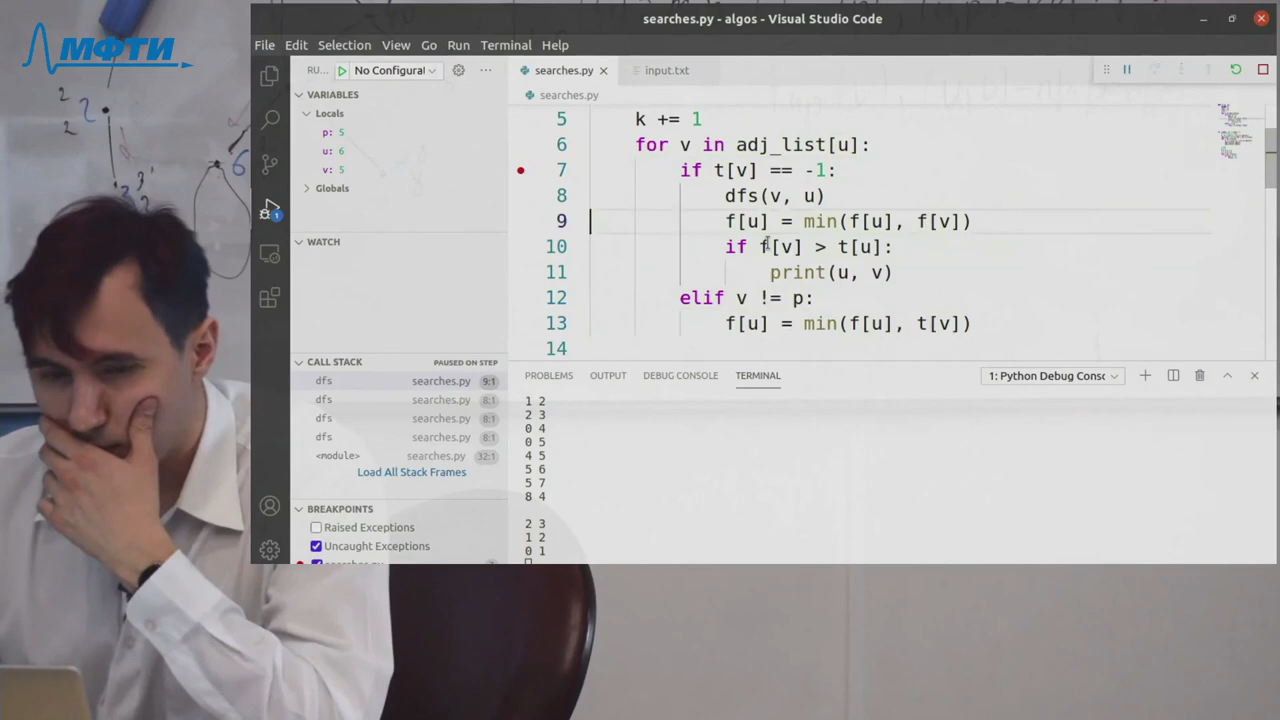 МФТИ
searches.py - algos - Visual Studio Code
File Edit Selection View Go Run Terminal Help
RU... No Configurat
searches.py
input.txt
searches.py
VARIABLES
Locals
p: 5
u: 6
v: 5
Globals
WATCH
CALL STACK PAUSED ON STEP
dfs searches.py 9:1
dfs searches.py 8:1
dfs searches.py 8:1
dfs searches.py 8:1
<module> searches.py 32:1
Load All Stack Frames
BREAKPOINTS
Raised Exceptions
Uncaught Exceptions
5 k += 1
6 for v in adj_list[u]:
7 if t[v] == -1:
8 dfs(v, u)
9 f[u] = min(f[u], f[v])
10 if f[v] > t[u]:
11 print(u, v)
12 elif v != p:
13 f[u] = min(f[u], t[v])
14
PROBLEMS OUTPUT DEBUG CONSOLE TERMINAL 1: Python Debug Consc
1 2
2 3
0 4
0 5
4 5
5 6
5 7
8 4
2 3
1 2
0 1
1
2
2
2
6